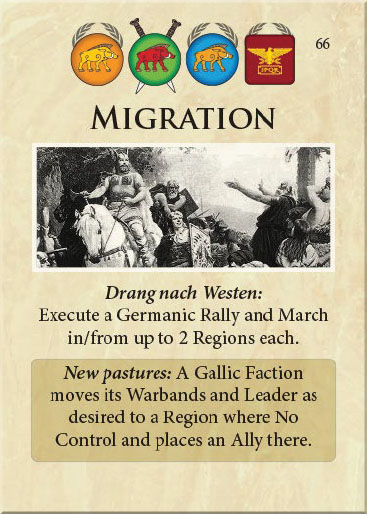 66
SPQR
MIGRATION
Drang nach Westen:
Execute a Germanic Rally and March
in/from up to 2 Regions each.
New pastures: A Gallic Faction
moves its Warbands and Leader as
desired to a Region where No
Control and places an Ally there.